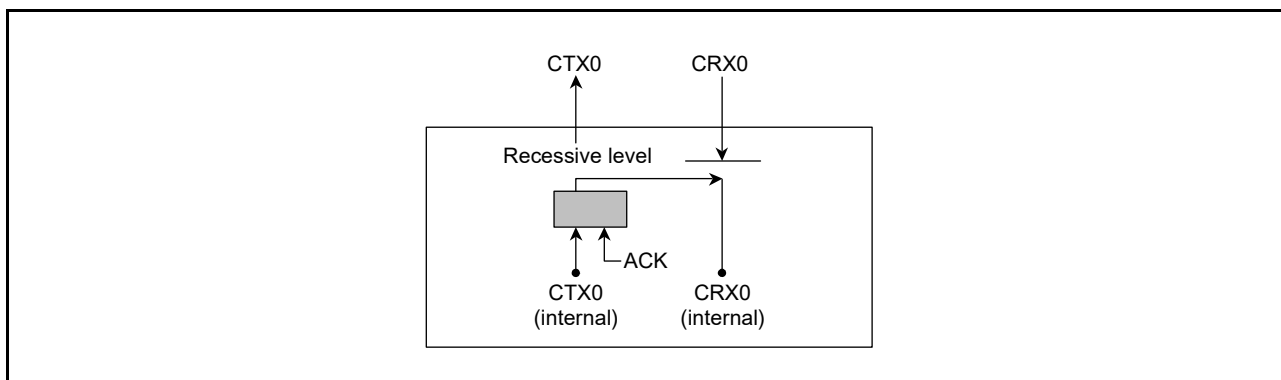 CTX0
CRX0
Recessive level
ACK
CTX0
(internal)
CRX0
(internal)